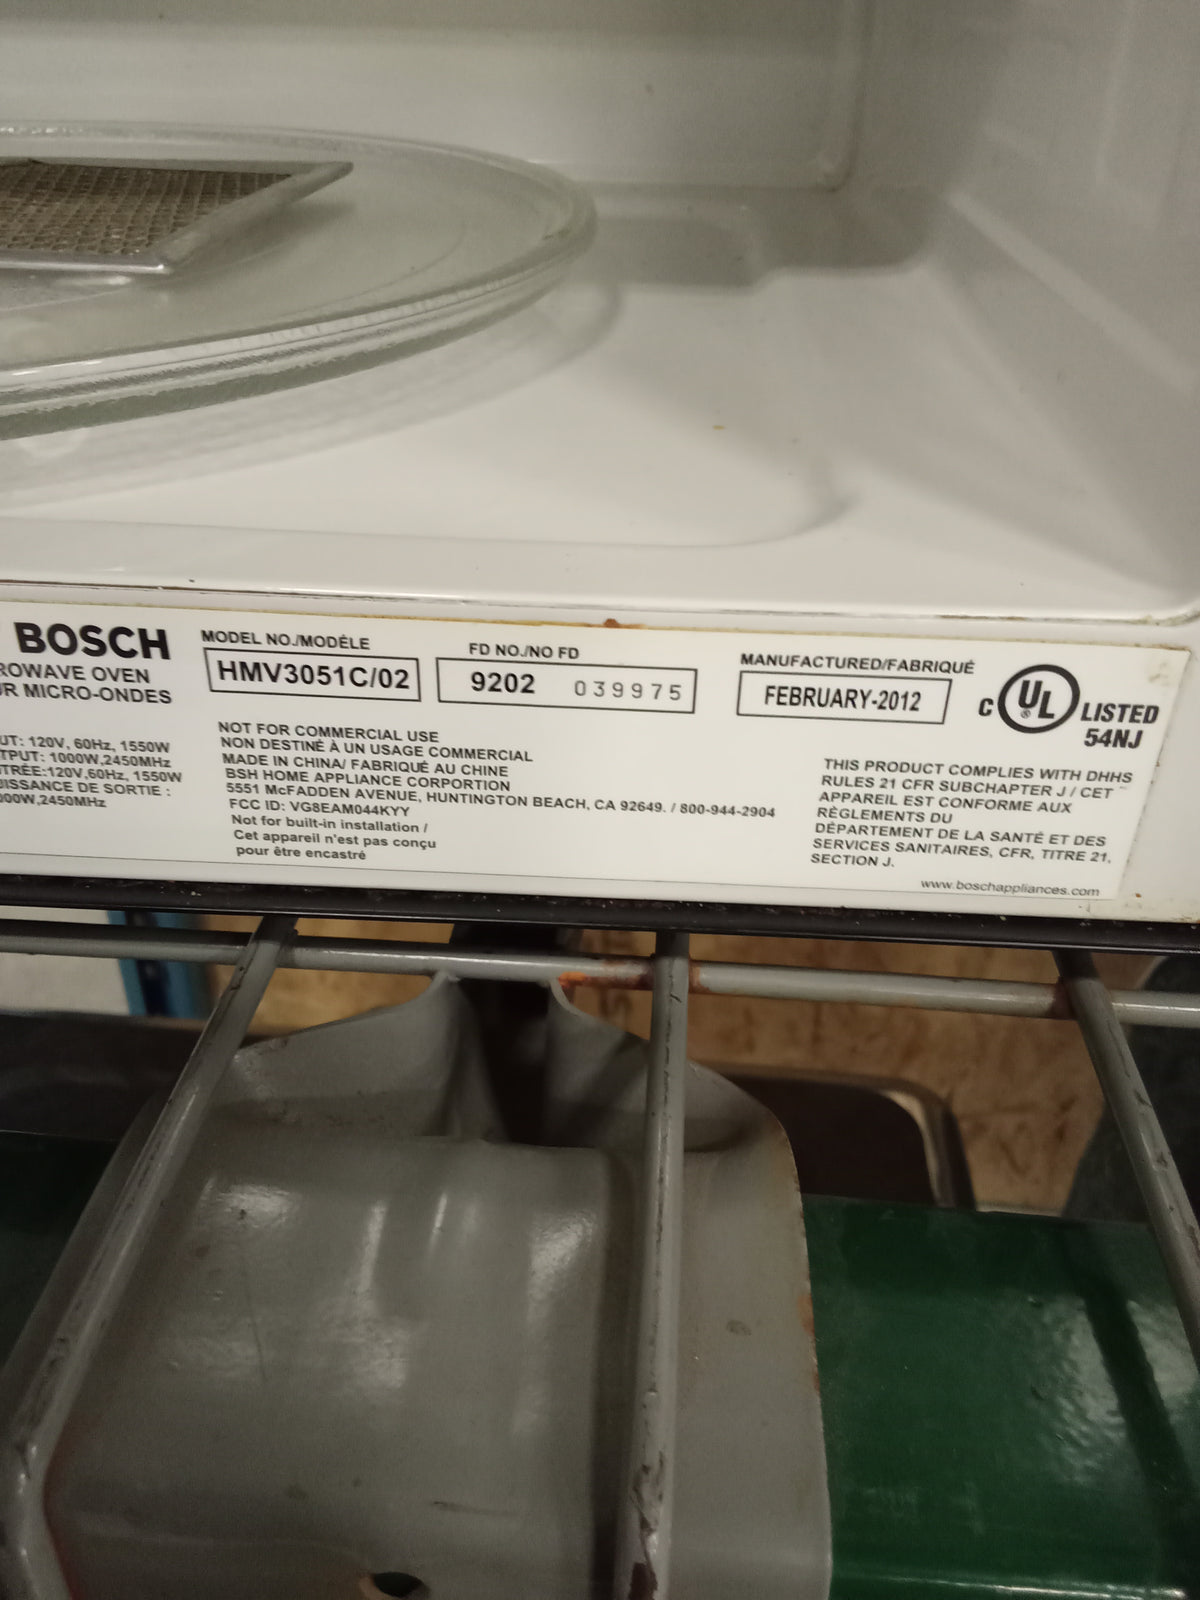 BOSCH
ROWAVE OVEN
R MICRO-ONDES
UT: 120V, 60Hz, 1550W
TPUT: 1000W,2450MHz
TRÉE:120V,60Hz, 1550W
ISSANCE DE SORTIE :
000W,2450MHz
MODEL NO./MODÈLE
HMV3051C/02
FD NO./NO FD
9202 039975
MANUFACTURED/FABRIQUÉ
FEBRUARY-2012
C UL ® LISTED
54NJ
NOT FOR COMMERCIAL USE
NON DESTINÉ À UN USAGE COMMERCIAL
MADE IN CHINA/ FABRIQUÉ AU CHINE
BSH HOME APPLIANCE CORPORTION
5551 McFADDEN AVENUE, HUNTINGTON BEACH, CA 92649. / 800-944-2904
FCC ID: VG8EAM044KYY
Not for built-in installation /
Cet appareil n'est pas conçu
pour être encastré
THIS PRODUCT COMPLIES WITH DHHS
RULES 21 CFR SUBCHAPTER J / CET
APPAREIL EST CONFORME AUX
RÈGLEMENTS DU
DÉPARTEMENT DE LA SANTÉ ET DES
SERVICES SANITAIRES, CFR, TITRE 21,
SECTION J.
www.boschappliances.com